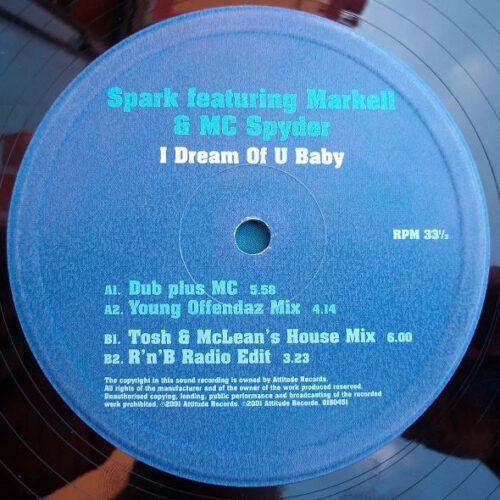 Spark featuring Markell
& MC Spyder
I Dream Of U Baby
RPM 33⅓
A1. Dub plus MC 5.58
A2. Young Offendaz Mix 4.14
B1. Tosh & McLean's House Mix 6.00
B2. R'n'B Radio Edit 3.23
The copyright in this sound recording is owned by Attitude Records.
All rights of the manufacturer and of the owner of the work produced reserved.
Unauthorised copying, lending, public performance and broadcasting of the recorded
work prohibited. ℗2001 Attitude Records. ©2001 Attitude Records. 0150451